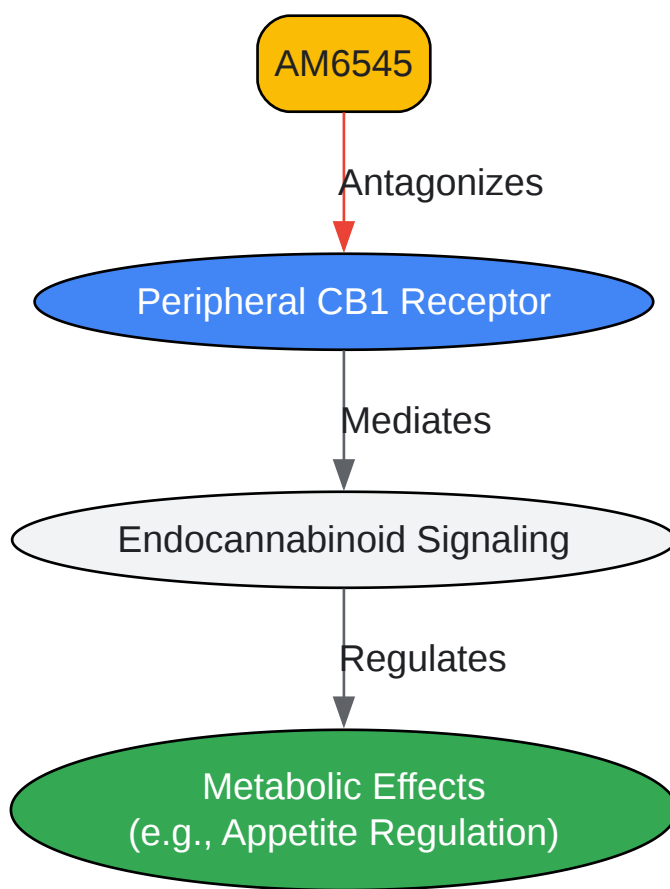 AM6545
Antagonizes
Peripheral CB1 Receptor
Mediates
Endocannabinoid Signaling
Regulates
Metabolic Effects
(e.g., Appetite Regulation)